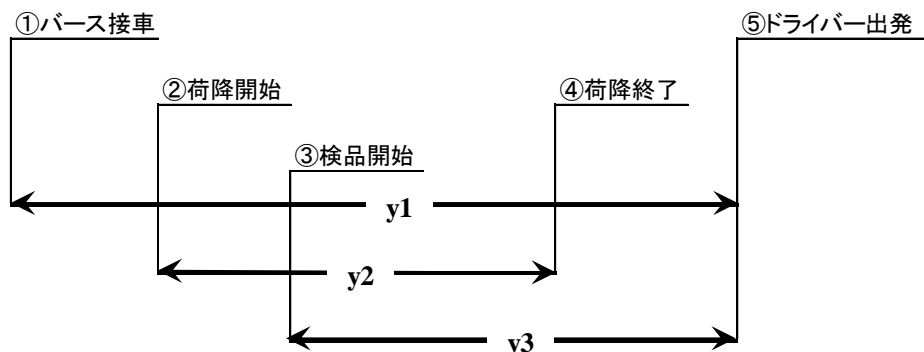 ①バース接車
⑤ドライバー出発
②荷降開始
④荷降終了
③検品開始
y1
y2
y3